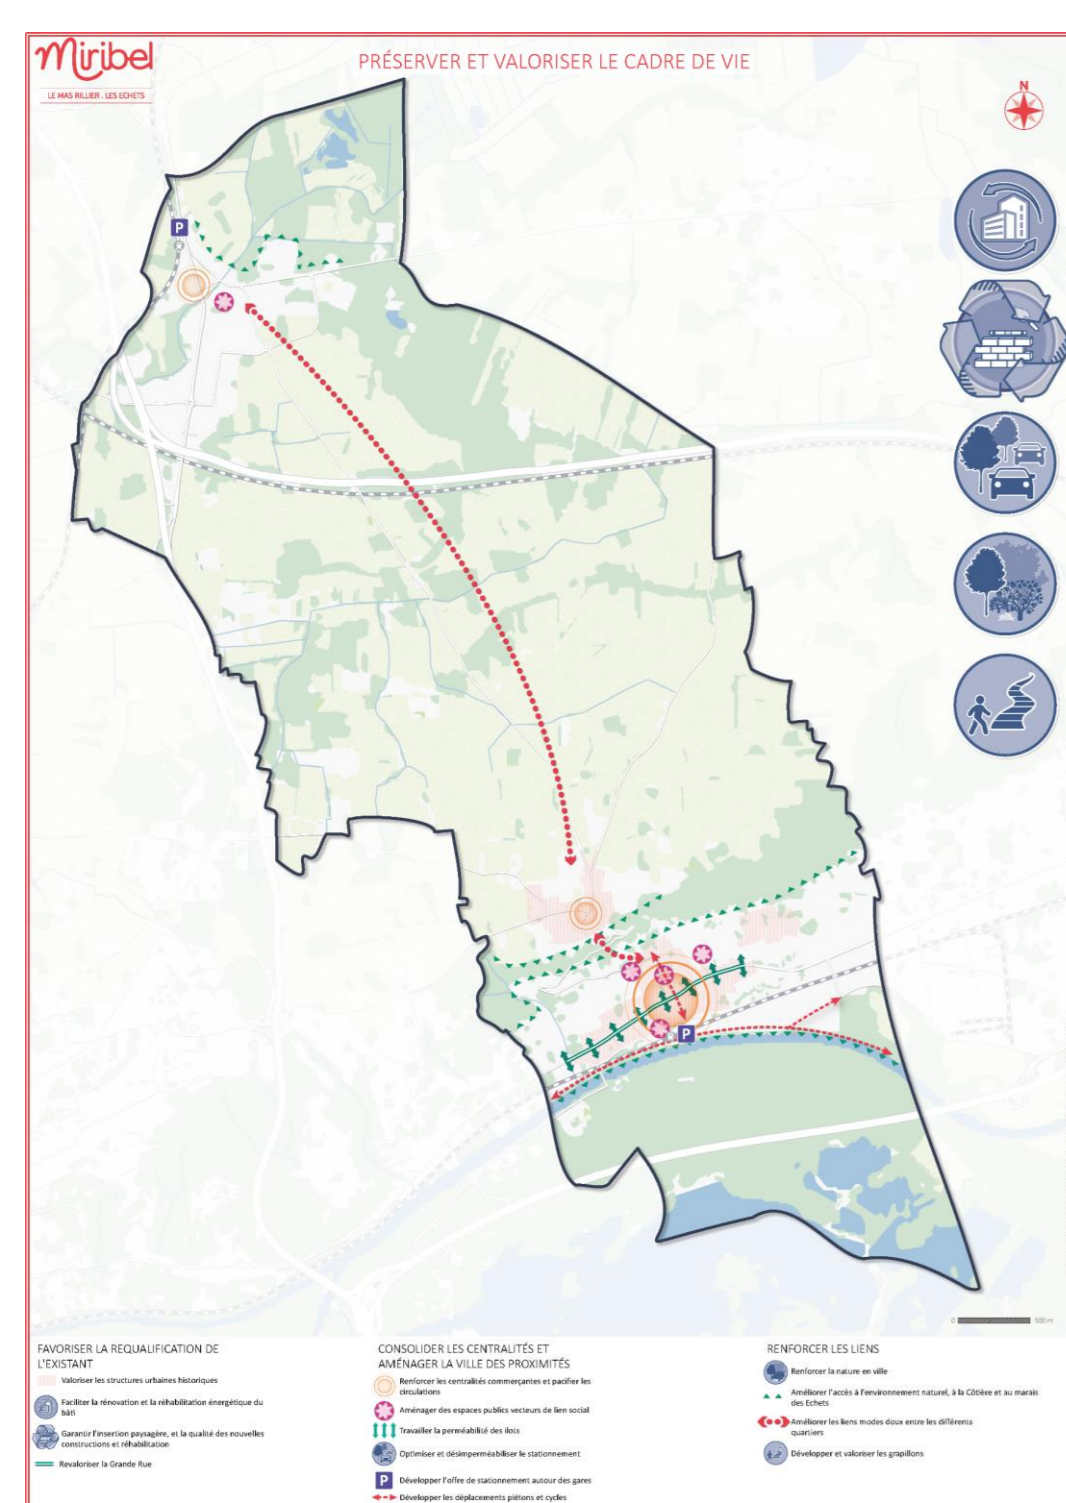 Miribel
LE MAS RILLIER . LES ECHETS
PRÉSERVER ET VALORISER LE CADRE DE VIE
N
P
P
0 500 m
FAVORISER LA REQUALIFICATION DE
L'EXISTANT
Valoriser les structures urbaines historiques
Faciliter la rénovation et la réhabilitation énergétique du
bâti
Garantir l'insertion paysagère, et la qualité des nouvelles
constructions et réhabilitation
Revaloriser la Grande Rue
CONSOLIDER LES CENTRALITÉS ET
AMÉNAGER LA VILLE DES PROXIMITÉS
Renforcer les centralités commerçantes et pacifier les
circulations
Aménager des espaces publics vecteurs de lien social
Travailler la perméabilité des ilots
Optimiser et désimperméabiliser le stationnement
P Développer l'offre de stationnement autour des gares
Développer les déplacements piétons et cycles
RENFORCER LES LIENS
Renforcer la nature en ville
Améliorer l'accès à l'environnement naturel, à la Côtière et au marais
des Echets
Améliorer les liens modes doux entre les différents
quartiers
Développer et valoriser les grapillons